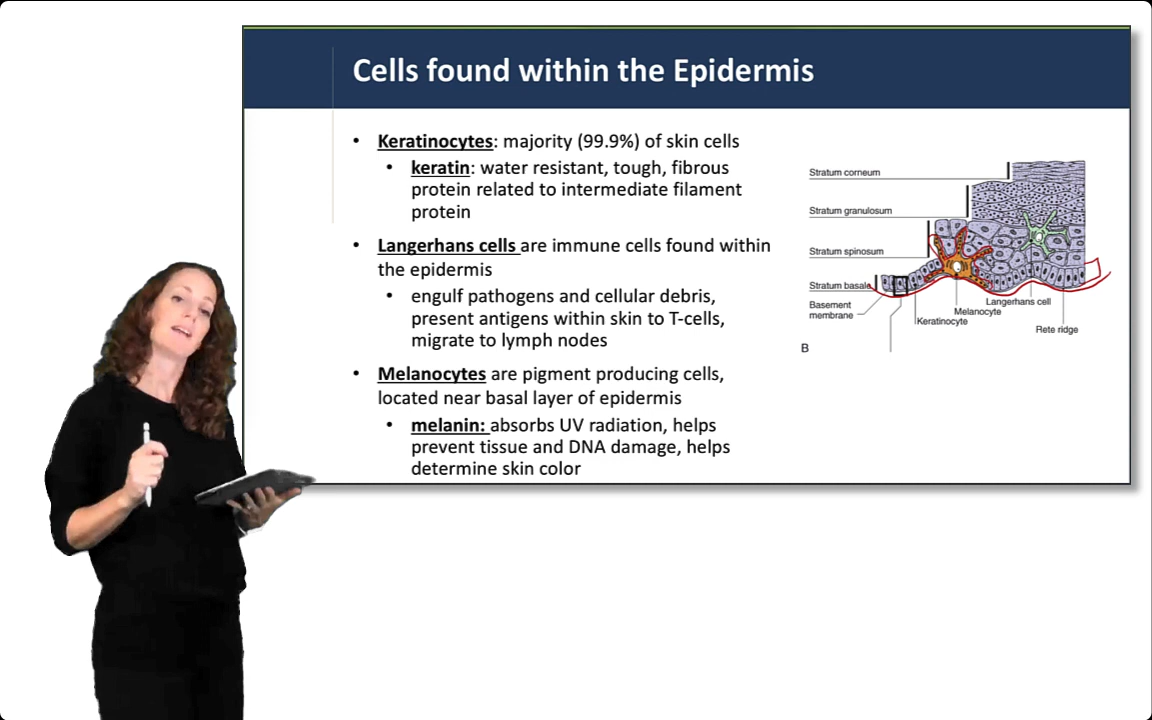 Cells found within the Epidermis
• Keratinocytes: majority (99.9%) of skin cells
• keratin: water resistant, tough, fibrous
protein related to intermediate filament
protein
• Langerhans cells are immune cells found within
the epidermis
• engulf pathogens and cellular debris,
present antigens within skin to T-cells,
migrate to lymph nodes
• Melanocytes are pigment producing cells,
located near basal layer of epidermis
• melanin: absorbs UV radiation, helps
prevent tissue and DNA damage, helps
determine skin color
Stratum corneum
Stratum granulosum
Stratum spinosum
Stratum basale
Basement
membrane
Keratinocyte
Melanocyte
Langerhans cell
Rete ridge
B